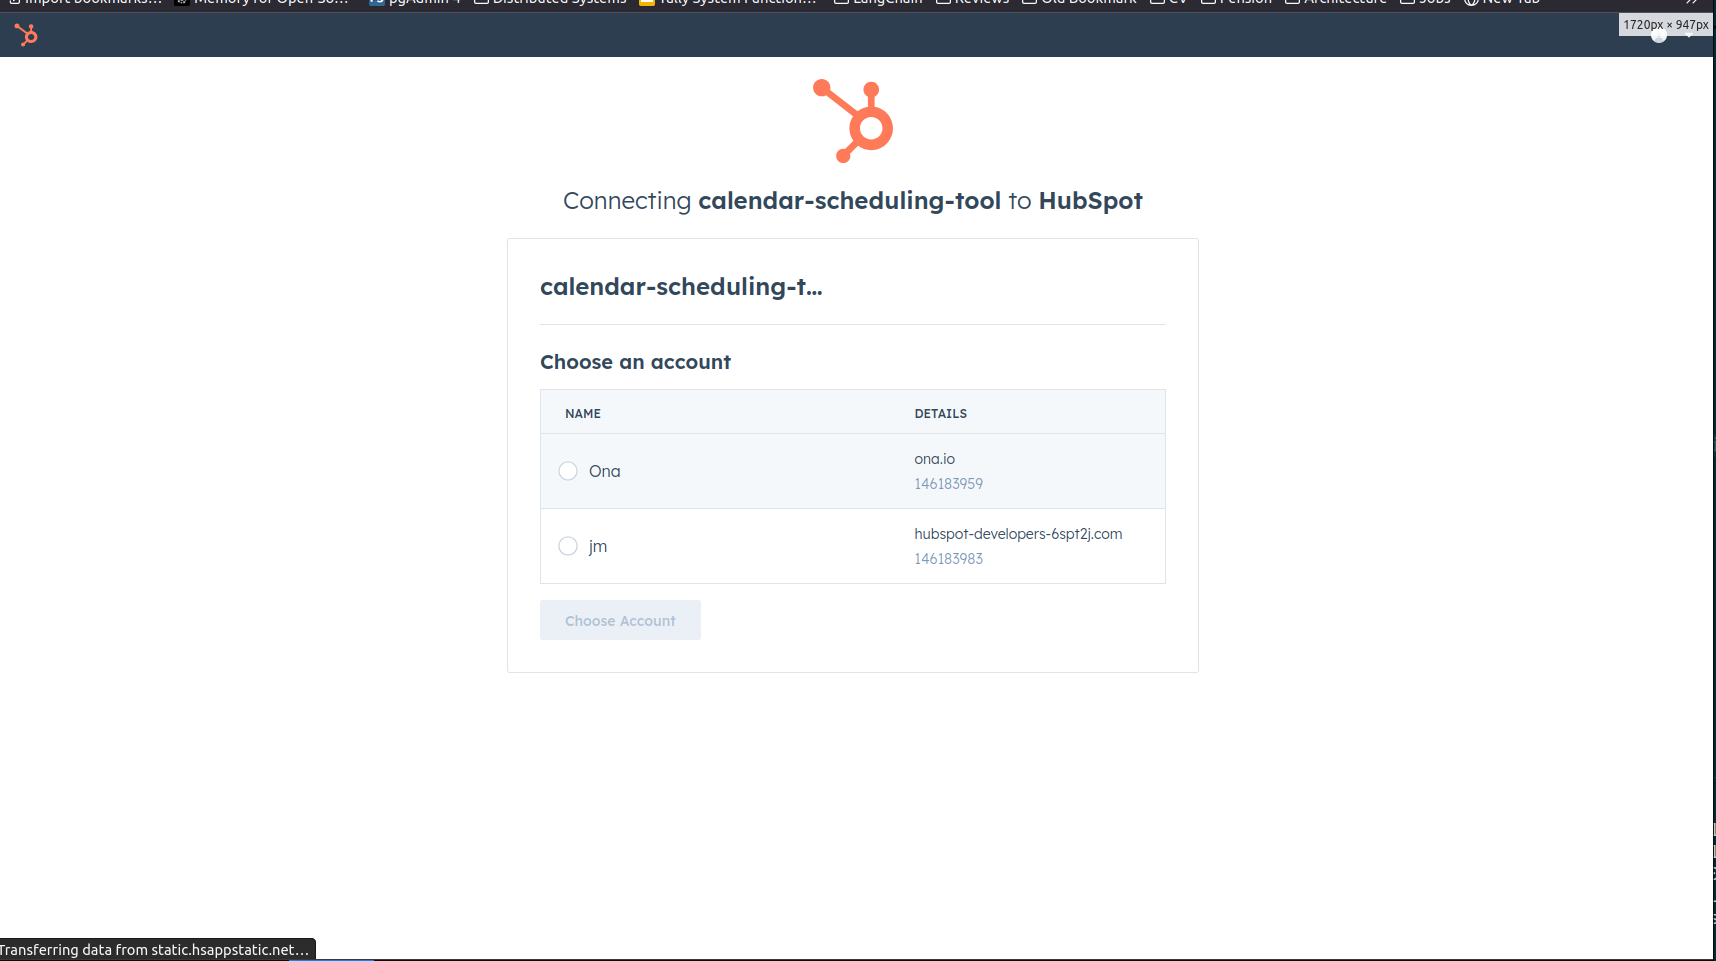 Import bookmarks...
Memory for Open So...
pgAdmin 4
Distributed Systems
Tally System Function...
LangChain
Reviews
Old Bookmark
CV
Pension
Architecture
Jobs
New Tab
1720px × 947px
Connecting calendar-scheduling-tool to HubSpot
calendar-scheduling-t...
Choose an account
NAME DETAILS
Ona ona.io
146183959
jm hubspot-developers-6spt2j.com
146183983
Choose Account
Transferring data from static.hsappstatic.net...